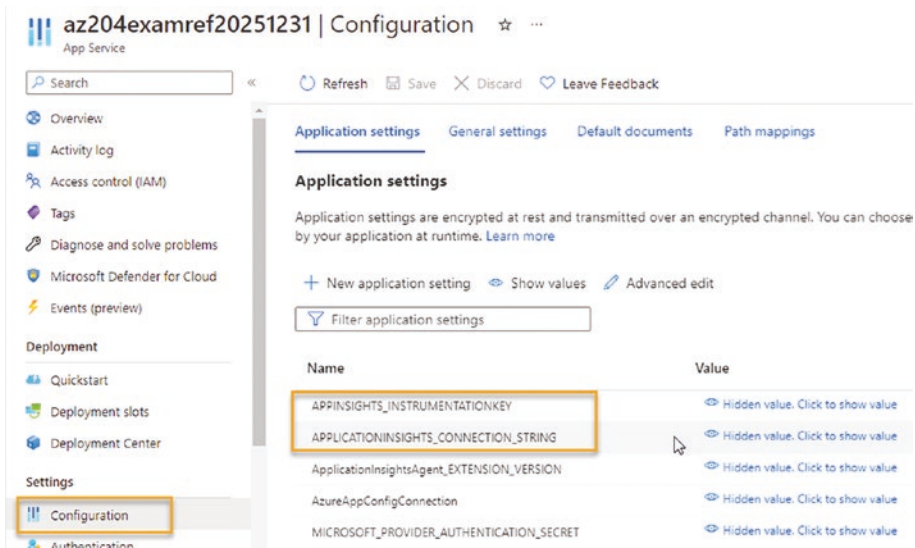 az204examref20251231 | Configuration
App Service
Search
Overview
Activity log
Access control (IAM)
Tags
Diagnose and solve problems
Microsoft Defender for Cloud
Events (preview)
Deployment
Quickstart
Deployment slots
Deployment Center
Settings
Configuration
Authentication
Refresh Save Discard Leave Feedback
Application settings General settings Default documents Path mappings
Application settings
Application settings are encrypted at rest and transmitted over an encrypted channel. You can choose
by your application at runtime. Learn more
New application setting Show values Advanced edit
Filter application settings
Name Value
APPINSIGHTS_INSTRUMENTATIONKEY Hidden value. Click to show value
APPLICATIONINSIGHTS_CONNECTION_STRING Hidden value. Click to show value
ApplicationInsightsAgent_EXTENSION_VERSION Hidden value. Click to show value
AzureAppConfigConnection Hidden value. Click to show value
MICROSOFT_PROVIDER_AUTHENTICATION_SECRET Hidden value. Click to show value